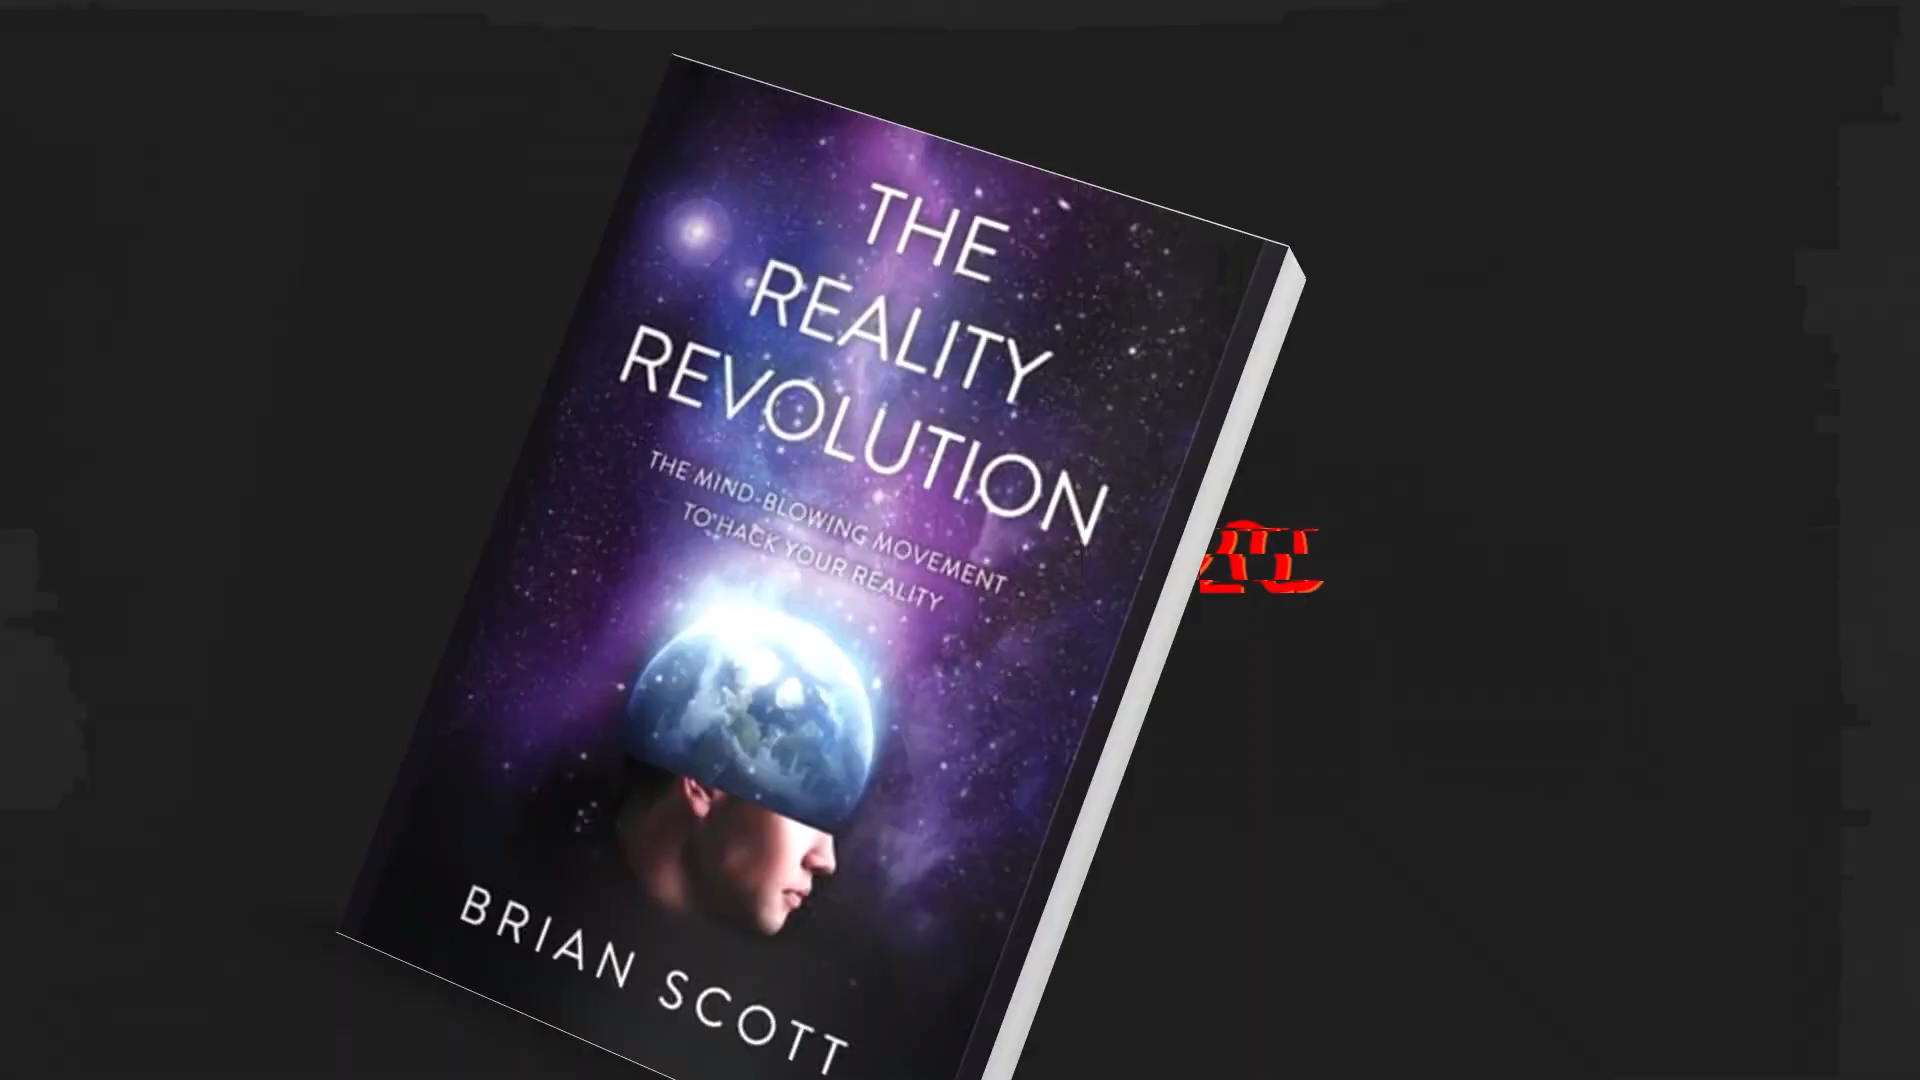 THE
REALITY
REVOLUTION
THE MIND-BLOWING MOVEMENT
TO HACK YOUR REALITY
BRIAN SCOTT